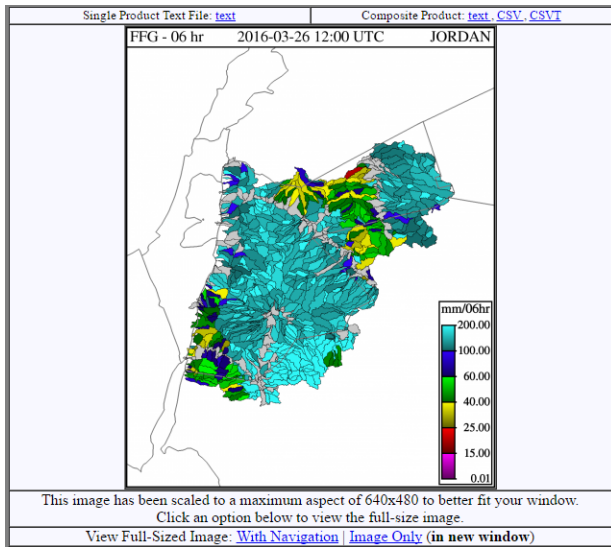 Single Product Text File: text
Composite Product: text , CSV , CSVT
FFG - 06 hr 2016-03-26 12:00 UTC JORDAN
mm/06hr
200.00
100.00
60.00
40.00
25.00
15.00
0.01
This image has been scaled to a maximum aspect of 640x480 to better fit your window.
Click an option below to view the full-size image.
View Full-Sized Image: With Navigation | Image Only (in new window)